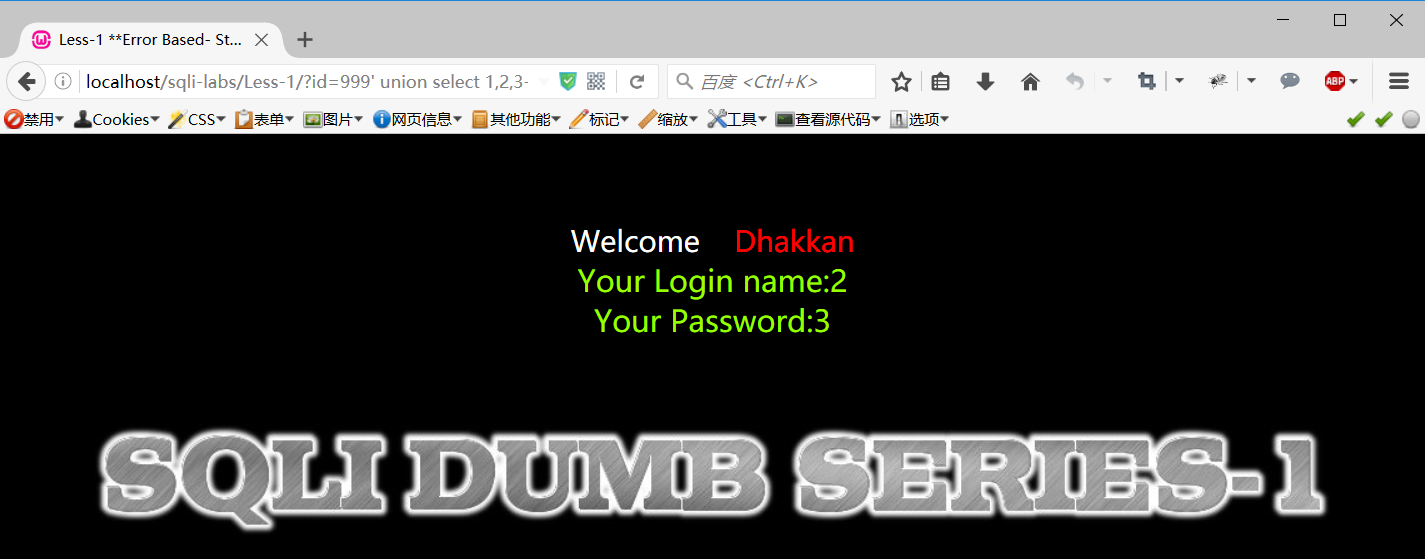 Less-1 **Error Based- St...
localhost/sqli-labs/Less-1/?id=999' union select 1,2,3-
百度 <Ctrl+K>
ABP
禁用 Cookies CSS 表单 图片 网页信息 其他功能 标记 缩放 工具 查看源代码 选项
Welcome Dhakkan
Your Login name:2
Your Password:3
SQLI DUMB SERIES-1